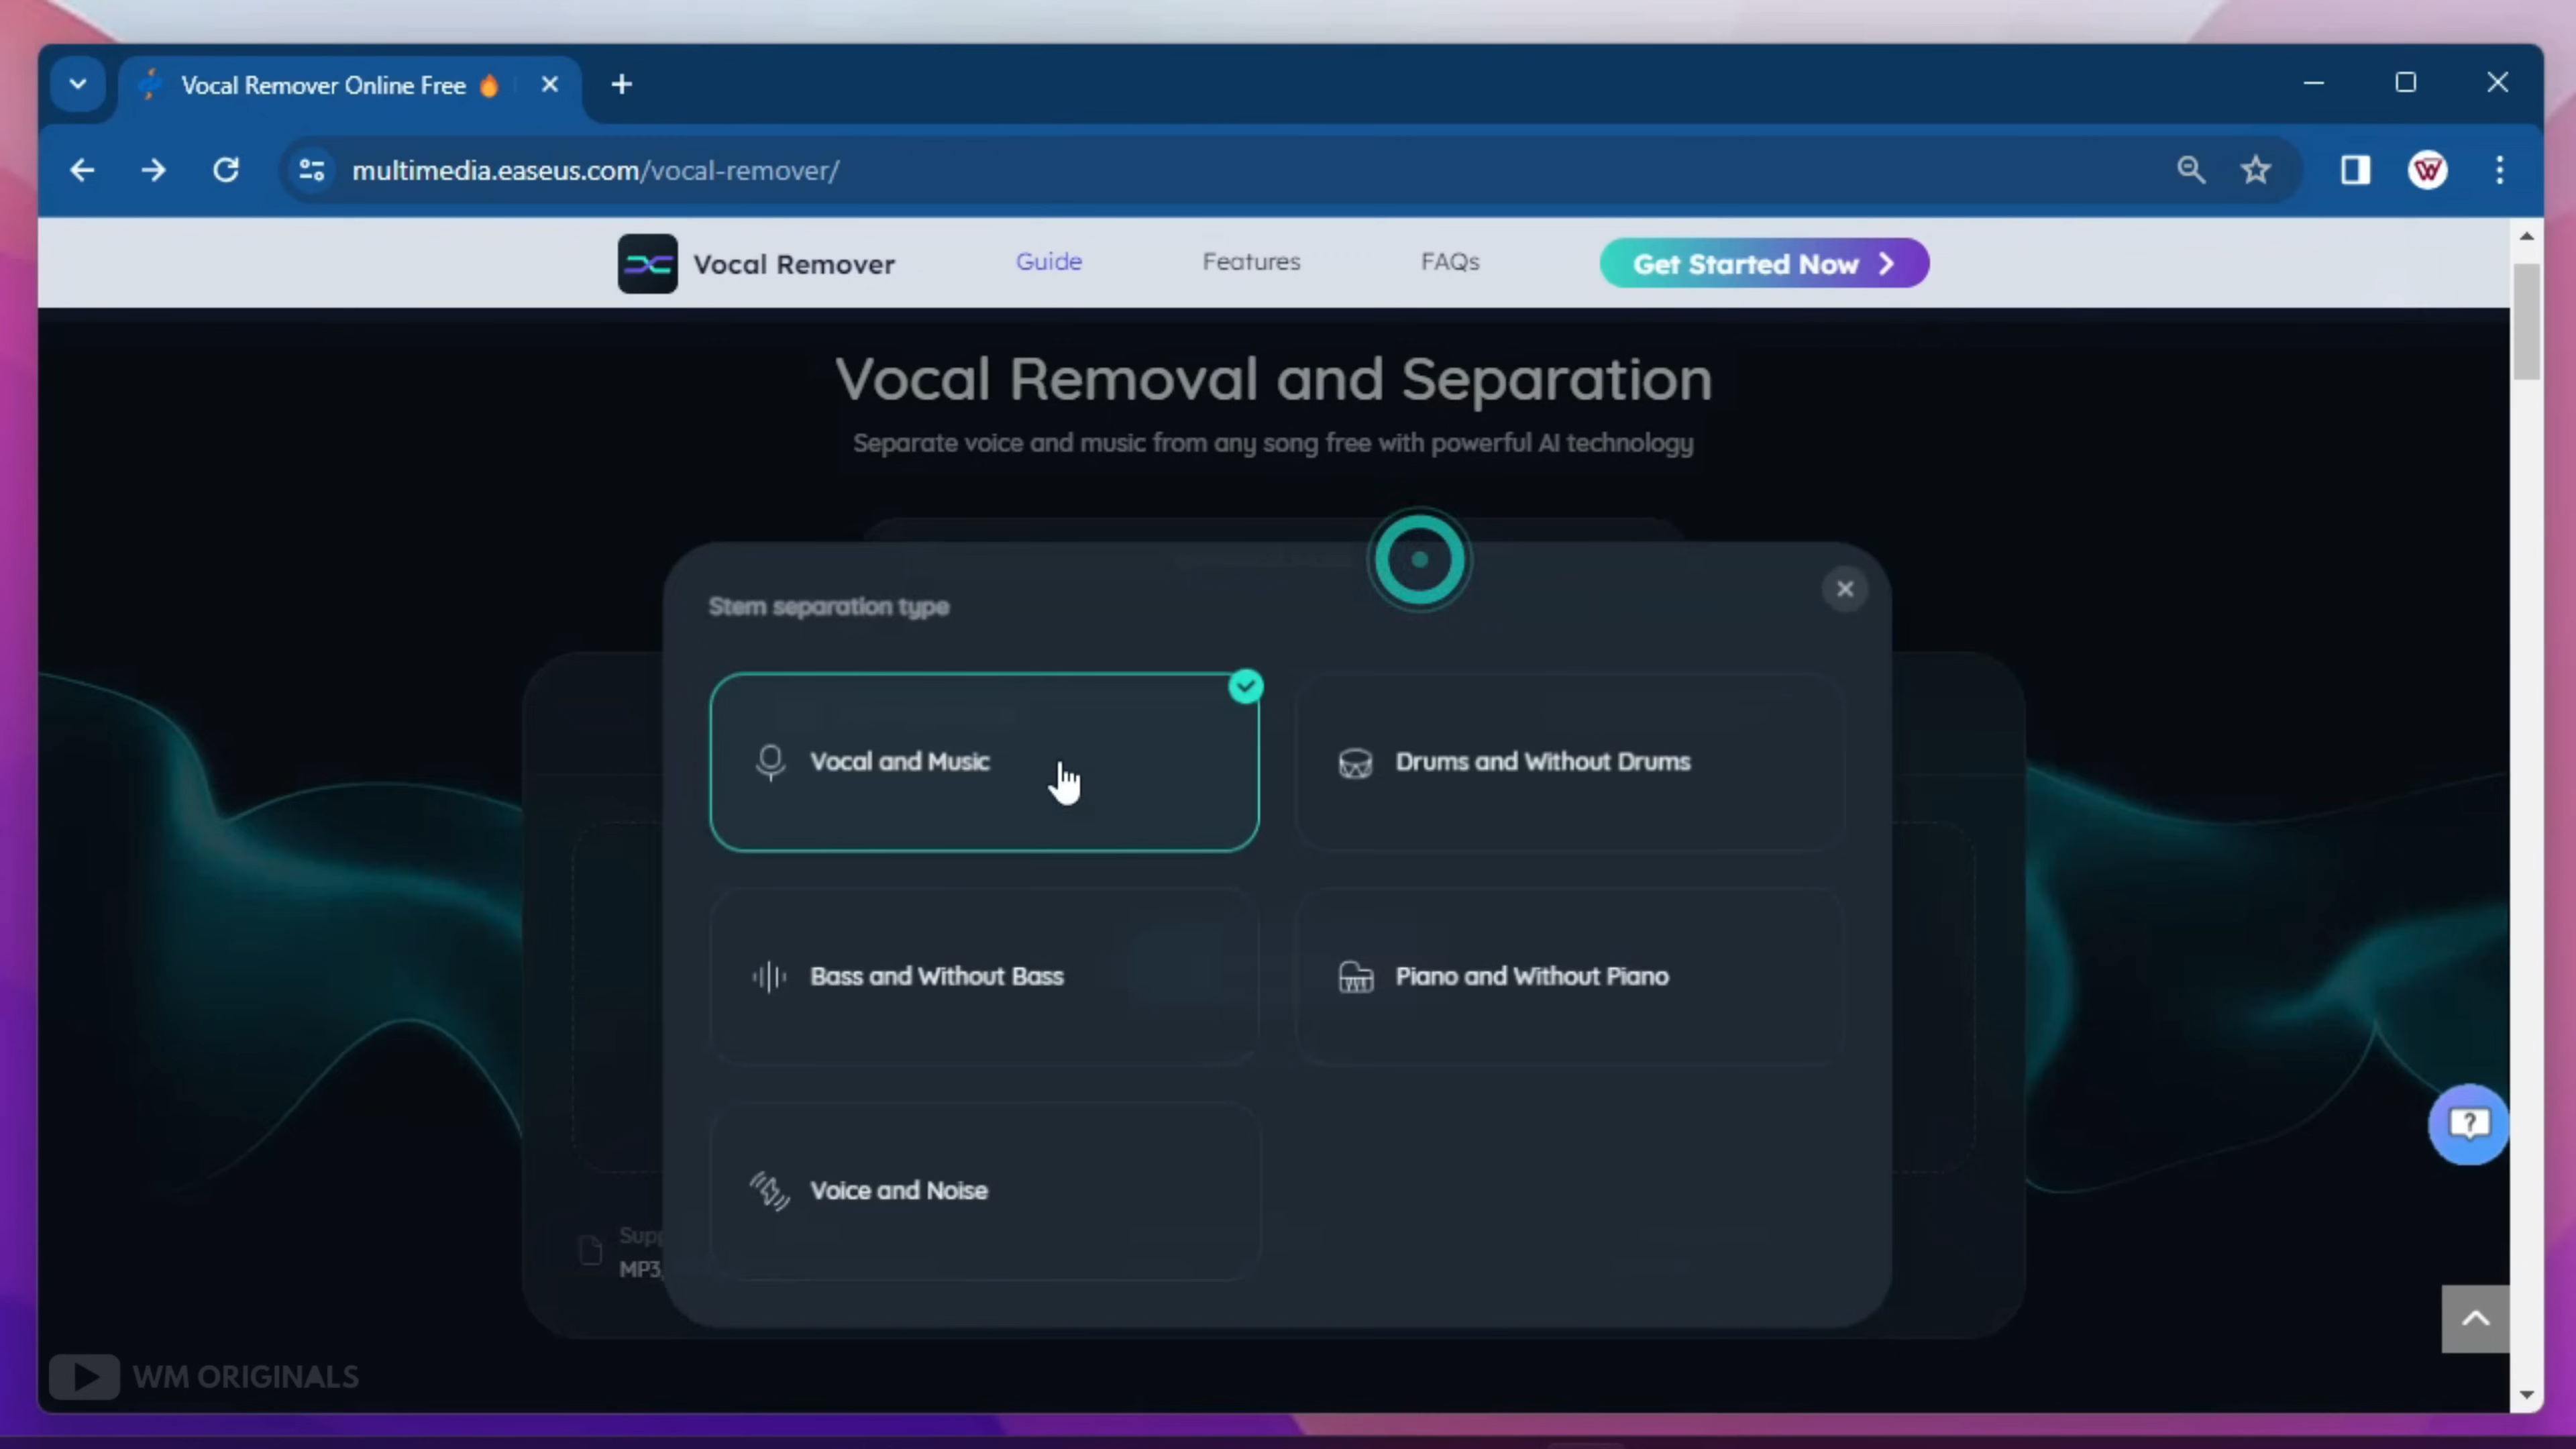 Vocal Remover Online Free
multimedia.easeus.com/vocal-remover/
Vocal Remover
Guide
Features
FAQs
Get Started Now
Vocal Removal and Separation
Separate voice and music from any song free with powerful AI technology
Stem separation type
Vocal and Music
Drums and Without Drums
Bass and Without Bass
Piano and Without Piano
Voice and Noise
MP3,
WM ORIGINALS